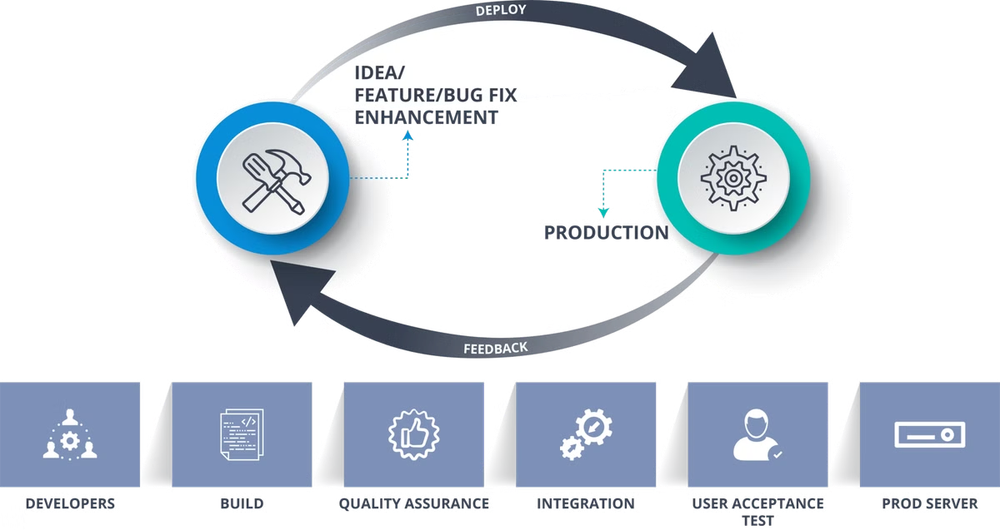 DEPLOY
IDEA/
FEATURE/BUG FIX
ENHANCEMENT
PRODUCTION
FEEDBACK
</>
DEVELOPERS
BUILD
QUALITY ASSURANCE
INTEGRATION
USER ACCEPTANCE
TEST
PROD SERVER